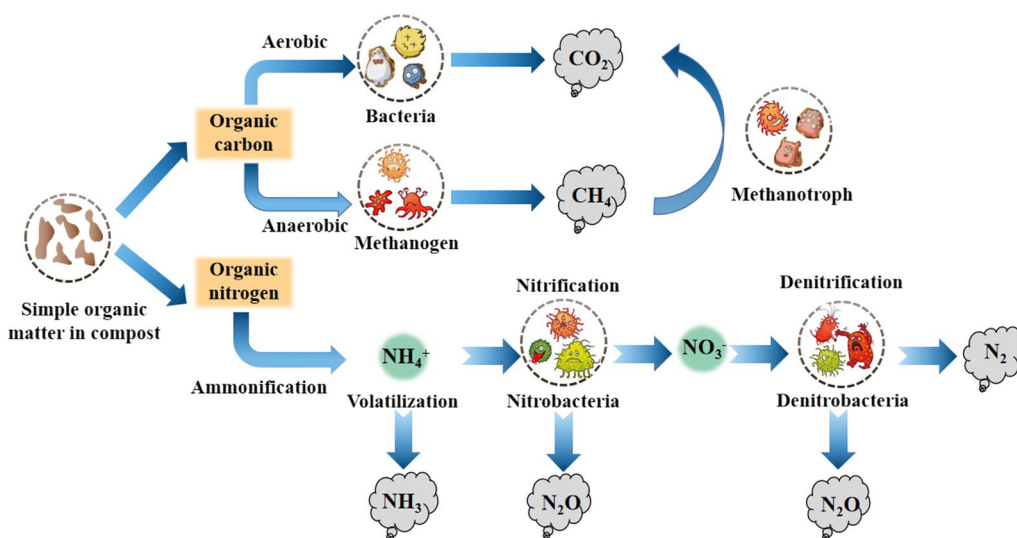 Aerobic
Bacteria
CO₂
Organic
carbon
Methanotroph
Anaerobic
Methanogen
CH₄
Simple organic
matter in compost
Organic
nitrogen
Ammonification
NH₄⁺
Volatilization
NH₃
Nitrification
Nitrobacteria
N₂O
NO₃⁻
Denitrification
Denitrobacteria
N₂O
N₂